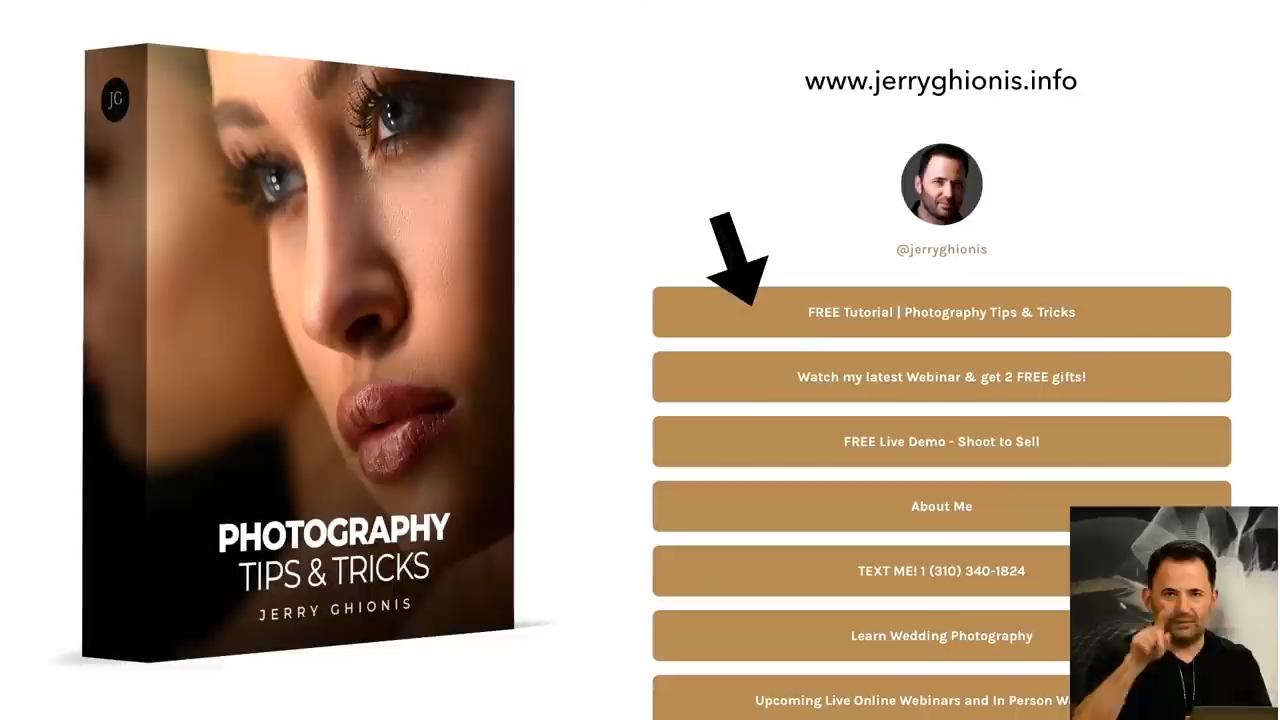 JG
PHOTOGRAPHY
TIPS & TRICKS
JERRY GHIONIS
www.jerryghionis.info
@jerryghionis
FREE Tutorial | Photography Tips & Tricks
Watch my latest Webinar & get 2 FREE gifts!
FREE Live Demo - Shoot to Sell
About Me
TEXT ME! 1 (310) 340-1824
Learn Wedding Photography
Upcoming Live Online Webinars and In Person